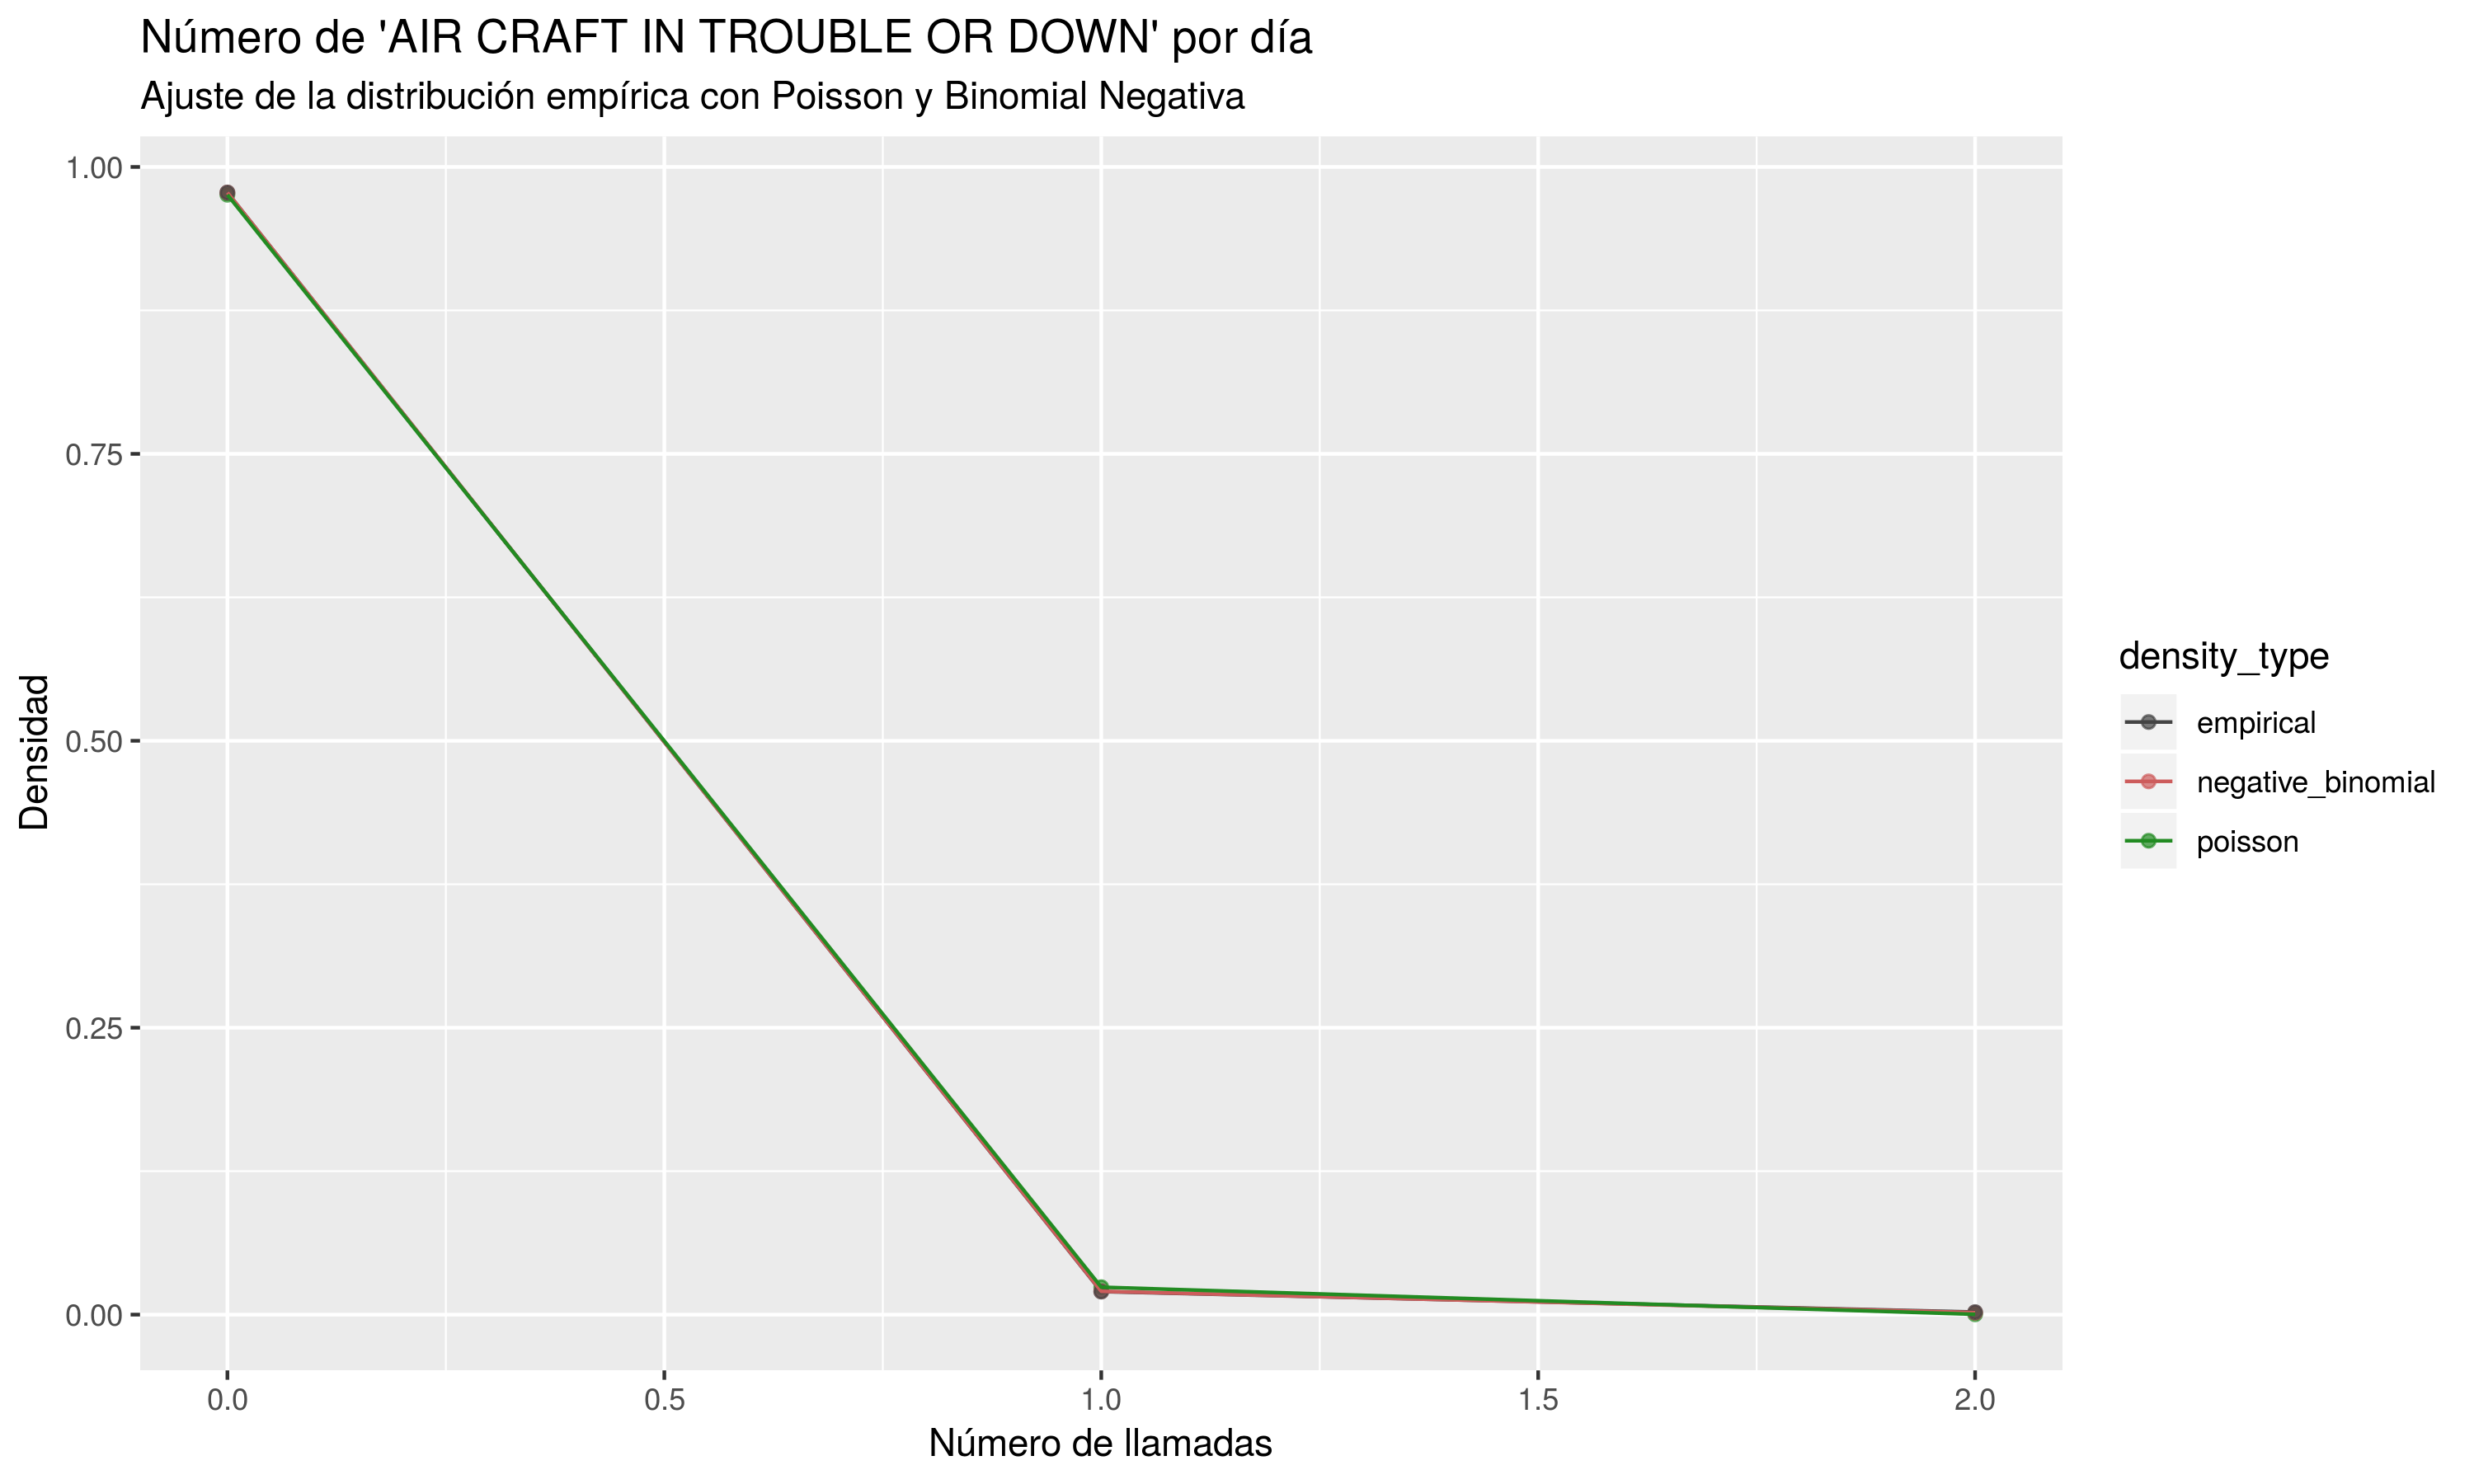 Número de 'AIR CRAFT IN TROUBLE OR DOWN' por día
Ajuste de la distribución empírica con Poisson y Binomial Negativa
1.00
0.75
0.50
0.25
0.00
Densidad
0.0 0.5 1.0 1.5 2.0
Número de llamadas
density_type
empirical
negative_binomial
poisson